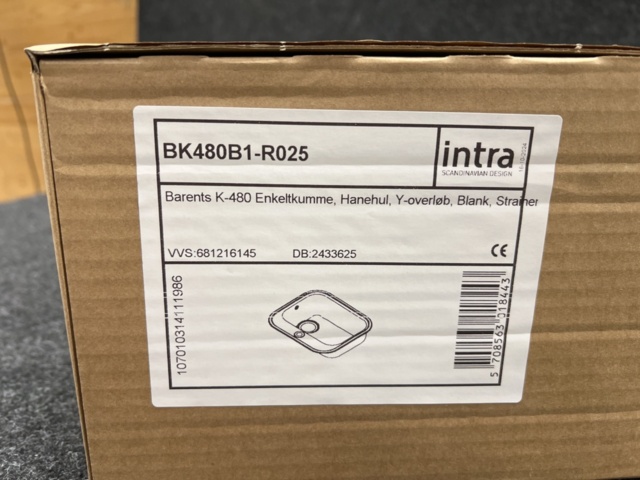 BK480B1-R025
intra
SCANDINAVIAN DESIGN
Barents K-480 Enkeltkumme, Hanehul, Y-overløb, Blank, Strainer
VVS:681216145 DB:2433625
CE
107010314111986
5 708563 018443